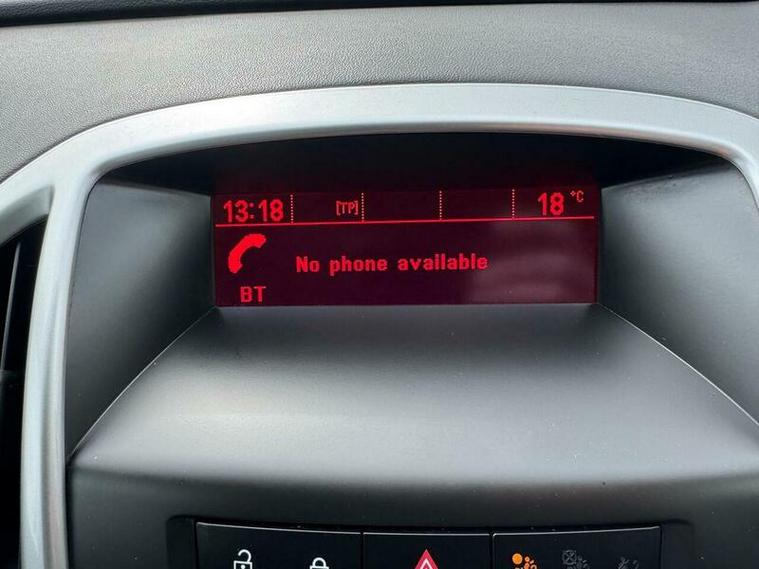 13:18 [TP] 18 °C
No phone available
BT